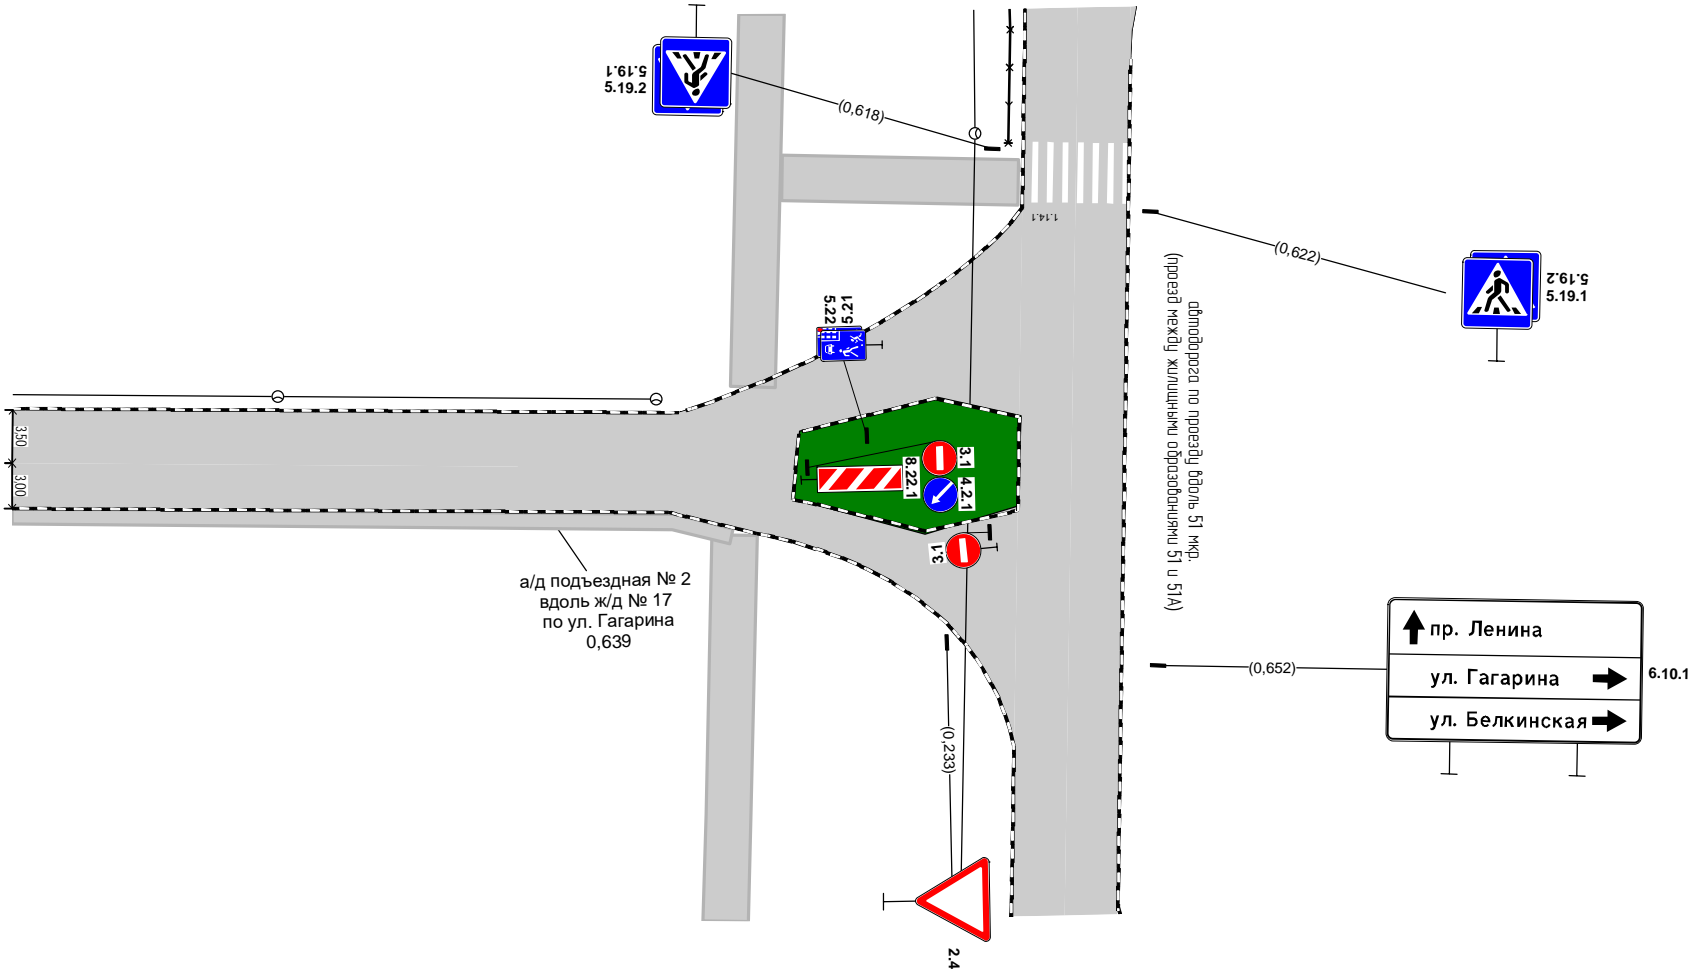 5.19.1
5.19.2
(0,618)
1.14.1
(0,622)
5.19.2
5.19.1
автодорога по проезду вдоль 51 мкр.
(проезд между жилищными образованиями 51 и 51А)
5.22
5.21
3,50
3,00
3.1
8.22.1
4.2.1
3.1
а/д подъездная № 2
вдоль ж/д № 17
по ул. Гагарина
0,639
(0,652)
пр. Ленина
ул. Гагарина
ул. Белкинская
6.10.1
(0,233)
2.4